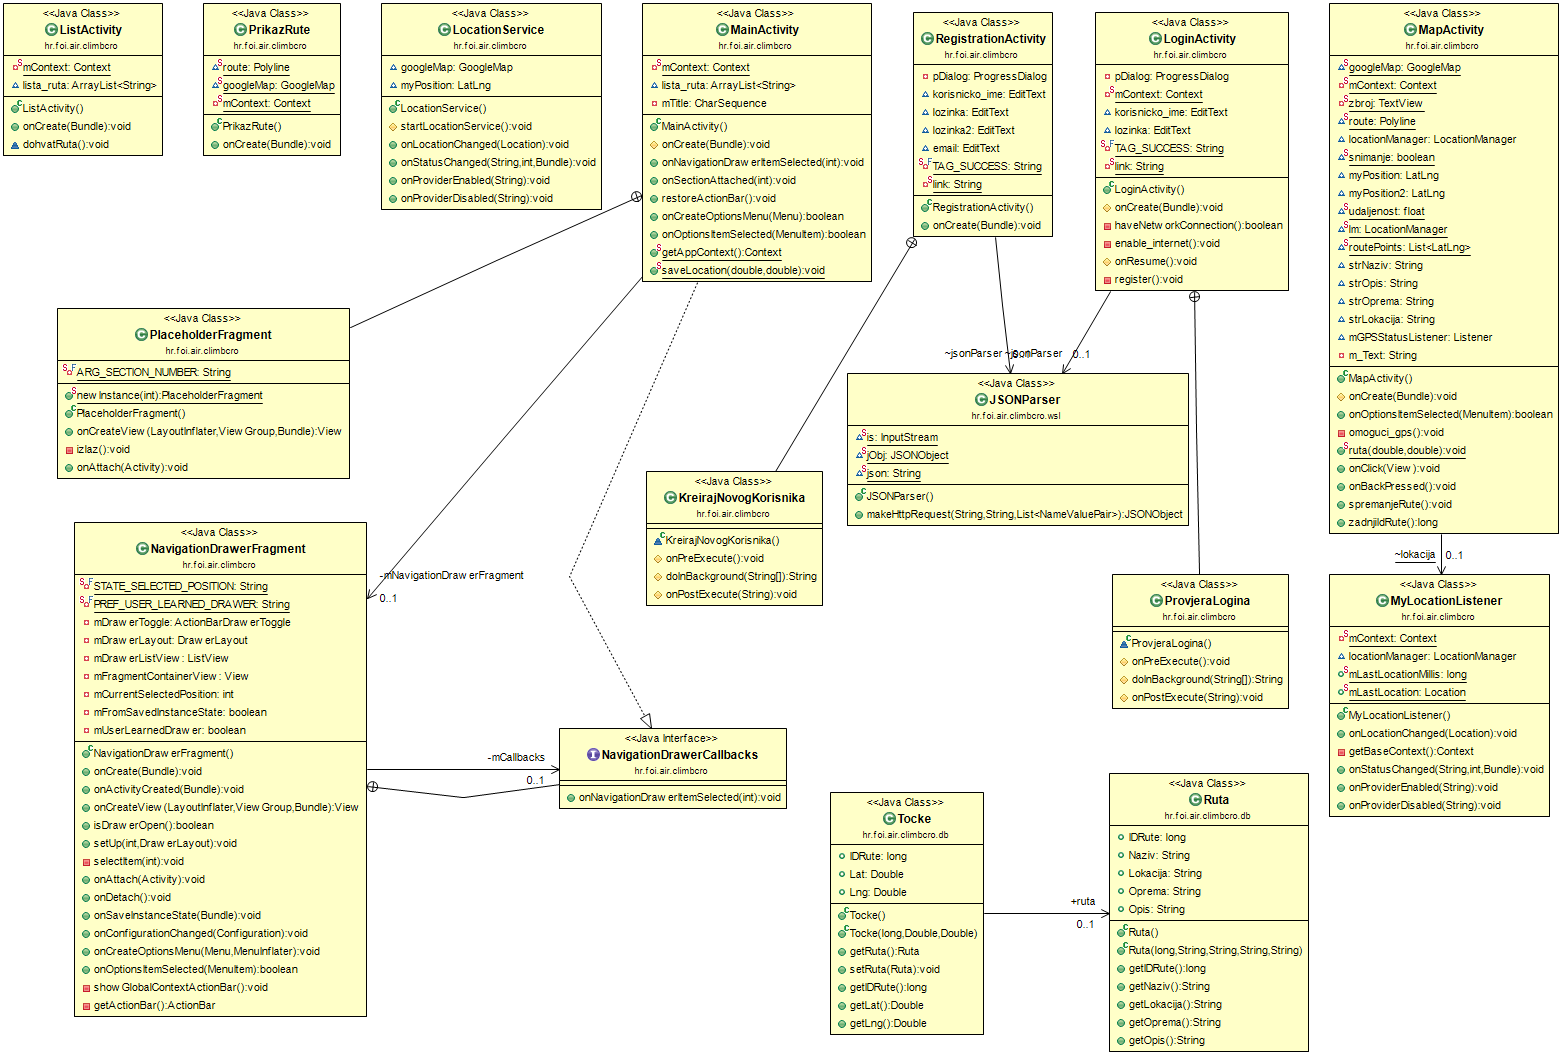 <<Java Class>>
ListActivity
hr.foi.air.climbcro
mContext: Context
lista_ruta: ArrayList<String>
ListActivity()
onCreate(Bundle):void
dohvatRuta():void
<<Java Class>>
PrikazRute
hr.foi.air.climbcro
route: Polyline
googleMap: GoogleMap
mContext: Context
PrikazRute()
onCreate(Bundle):void
<<Java Class>>
LocationService
hr.foi.air.climbcro
googleMap: GoogleMap
myPosition: LatLng
LocationService()
startLocationService():void
onLocationChanged(Location):void
onStatusChanged(String,int,Bundle):void
onProviderEnabled(String):void
onProviderDisabled(String):void
<<Java Class>>
MainActivity
hr.foi.air.climbcro
mContext: Context
lista_ruta: ArrayList<String>
mTitle: CharSequence
MainActivity()
onCreate(Bundle):void
onNavigationDrawerItemSelected(int):void
onSectionAttached(int):void
restoreActionBar():void
onCreateOptionsMenu(Menu):boolean
onOptionsItemSelected(MenuItem):boolean
getAppContext():Context
saveLocation(double,double):void
<<Java Class>>
RegistrationActivity
hr.foi.air.climbcro
pDialog: ProgressDialog
korisnicko_ime: EditText
lozinka: EditText
lozinka2: EditText
email: EditText
TAG_SUCCESS: String
link: String
RegistrationActivity()
onCreate(Bundle):void
<<Java Class>>
LoginActivity
hr.foi.air.climbcro
pDialog: ProgressDialog
mContext: Context
korisnicko_ime: EditText
lozinka: EditText
TAG_SUCCESS: String
link: String
LoginActivity()
onCreate(Bundle):void
haveNetworkConnection():boolean
enable_internet():void
onResume():void
register():void
<<Java Class>>
MapActivity
hr.foi.air.climbcro
googleMap: GoogleMap
mContext: Context
zbroj: TextView
route: Polyline
locationManager: LocationManager
snimanje: boolean
myPosition: LatLng
myPosition2: LatLng
udaljenost: float
lm: LocationManager
routePoints: List<LatLng>
strNaziv: String
strOpis: String
strOprema: String
strLokacija: String
mGPSStatusListener: Listener
m_Text: String
MapActivity()
onCreate(Bundle):void
onOptionsItemSelected(MenuItem):boolean
omoguci_gps():void
ruta(double,double):void
onClick(View):void
onBackPressed():void
spremanjeRute():void
zadnjiIdRute():long
<<Java Class>>
PlaceholderFragment
hr.foi.air.climbcro
ARG_SECTION_NUMBER: String
newInstance(int):PlaceholderFragment
PlaceholderFragment()
onCreateView(LayoutInflater,ViewGroup,Bundle):View
izlaz():void
onAttach(Activity):void
~jsonParser
0..1
~jsonParser
0..1
<<Java Class>>
JSONParser
hr.foi.air.climbcro.wsl
is: InputStream
jObj: JSONObject
json: String
JSONParser()
makeHttpRequest(String,String,List<NameValuePair>):JSONObject
<<Java Class>>
KreirajNovogKorisnika
hr.foi.air.climbcro
KreirajNovogKorisnika()
onPreExecute():void
doInBackground(String[]):String
onPostExecute(String):void
<<Java Class>>
NavigationDrawerFragment
hr.foi.air.climbcro
STATE_SELECTED_POSITION: String
PREF_USER_LEARNED_DRAWER: String
mDrawerToggle: ActionBarDrawerToggle
mDrawerLayout: DrawerLayout
mDrawerListView: ListView
mFragmentContainerView: View
mCurrentSelectedPosition: int
mFromSavedInstanceState: boolean
mUserLearnedDrawer: boolean
NavigationDrawerFragment()
onCreate(Bundle):void
onActivityCreated(Bundle):void
onCreateView(LayoutInflater,ViewGroup,Bundle):View
isDrawerOpen():boolean
setUp(int,DrawerLayout):void
selectItem(int):void
onAttach(Activity):void
onDetach():void
onSaveInstanceState(Bundle):void
onConfigurationChanged(Configuration):void
onCreateOptionsMenu(Menu,MenuInflater):void
onOptionsItemSelected(MenuItem):boolean
showGlobalContextActionBar():void
getActionBar():ActionBar
-mNavigationDrawerFragment
0..1
~lokacija
0..1
<<Java Class>>
ProvjeraLogina
hr.foi.air.climbcro
ProvjeraLogina()
onPreExecute():void
doInBackground(String[]):String
onPostExecute(String):void
<<Java Class>>
MyLocationListener
hr.foi.air.climbcro
mContext: Context
locationManager: LocationManager
mLastLocationMillis: long
mLastLocation: Location
MyLocationListener()
onLocationChanged(Location):void
getBaseContext():Context
onStatusChanged(String,int,Bundle):void
onProviderEnabled(String):void
onProviderDisabled(String):void
-mCallbacks
0..1
<<Java Interface>>
NavigationDrawerCallbacks
hr.foi.air.climbcro
onNavigationDrawerItemSelected(int):void
<<Java Class>>
Tocke
hr.foi.air.climbcro.db
IDRute: long
Lat: Double
Lng: Double
Tocke()
Tocke(long,Double,Double)
getRuta():Ruta
setRuta(Ruta):void
getIDRute():long
getLat():Double
getLng():Double
+ruta
0..1
<<Java Class>>
Ruta
hr.foi.air.climbcro.db
IDRute: long
Naziv: String
Lokacija: String
Oprema: String
Opis: String
Ruta()
Ruta(long,String,String,String,String)
getIDRute():long
getNaziv():String
getLokacija():String
getOprema():String
getOpis():String